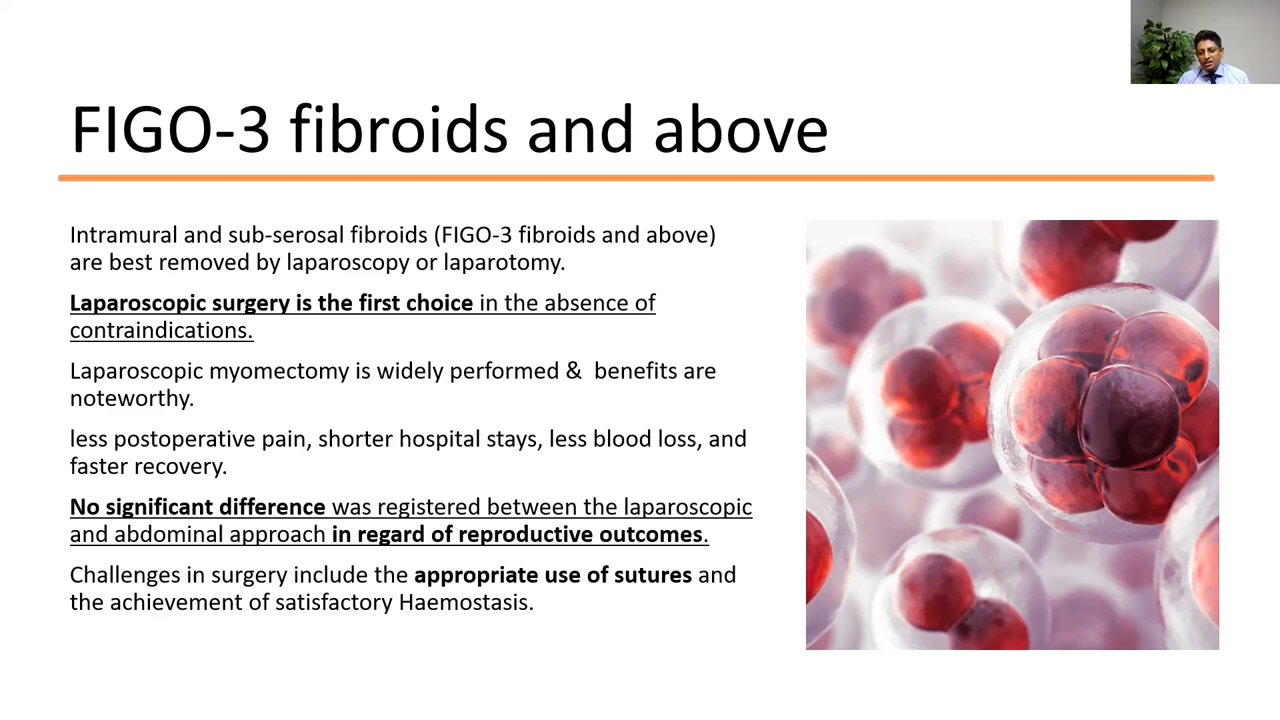 FIGO-3 fibroids and above
Intramural and sub-serosal fibroids (FIGO-3 fibroids and above)
are best removed by laparoscopy or laparotomy.
Laparoscopic surgery is the first choice in the absence of
contraindications.
Laparoscopic myomectomy is widely performed &  benefits are
noteworthy.
less postoperative pain, shorter hospital stays, less blood loss, and
faster recovery.
No significant difference was registered between the laparoscopic
and abdominal approach in regard of reproductive outcomes.
Challenges in surgery include the appropriate use of sutures and
the achievement of satisfactory Haemostasis.